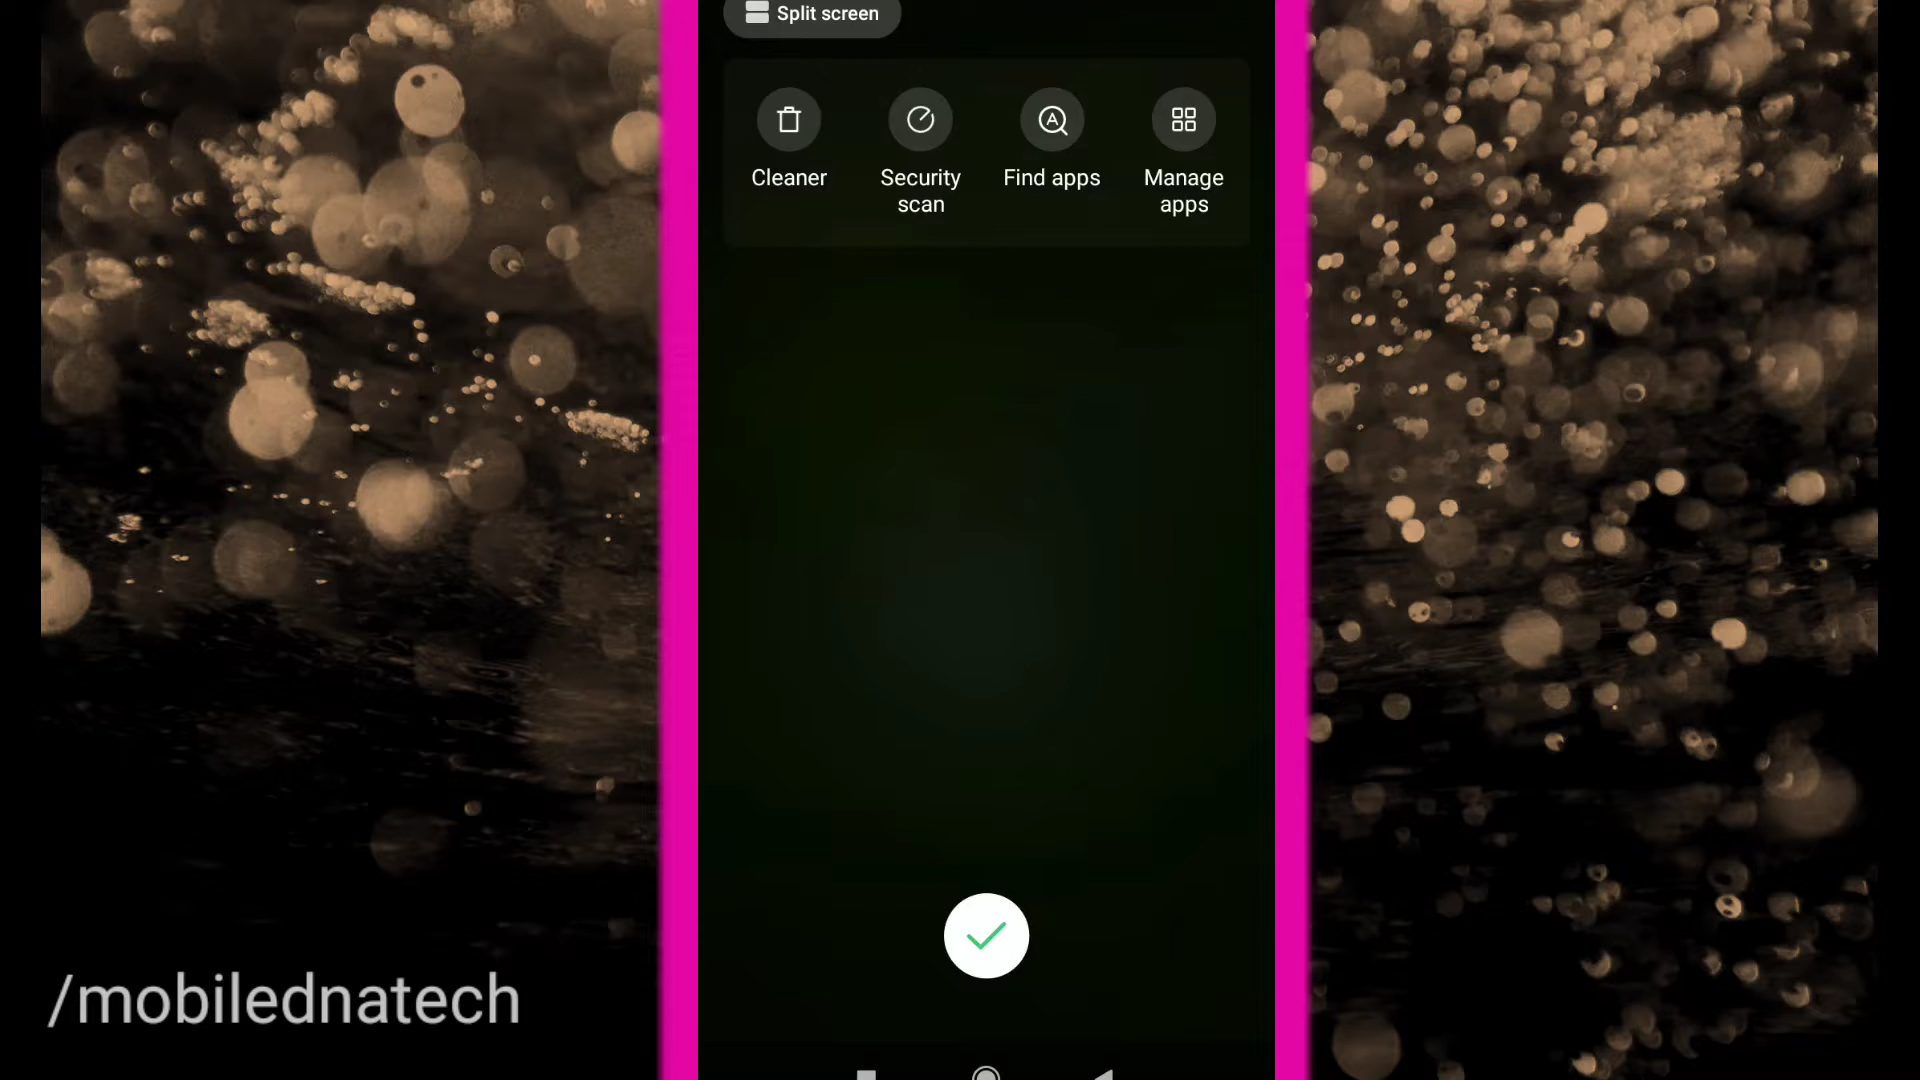 Split screen
Cleaner
Security
scan
Find apps
Manage
apps
/mobilednatech